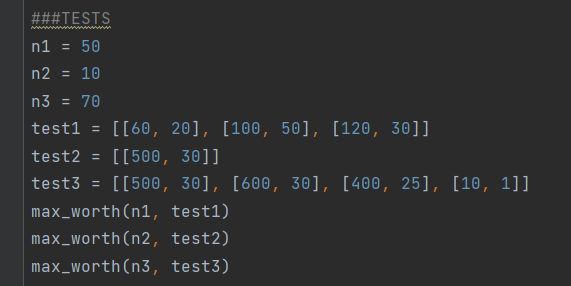 ###TESTS
n1 = 50
n2 = 10
n3 = 70
test1 = [[60, 20], [100, 50], [120, 30]]
test2 = [[500, 30]]
test3 = [[500, 30], [600, 30], [400, 25], [10, 1]]
max_worth(n1, test1)
max_worth(n2, test2)
max_worth(n3, test3)